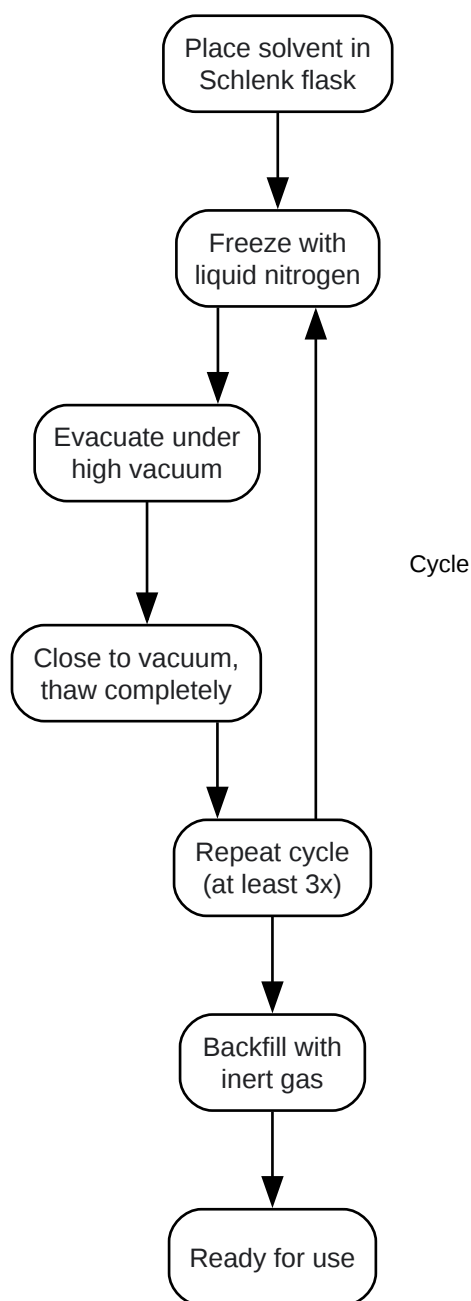 Place solvent in
Schlenk flask
Freeze with
liquid nitrogen
Evacuate under
high vacuum
Cycle
Close to vacuum,
thaw completely
Repeat cycle
(at least 3x)
Backfill with
inert gas
Ready for use